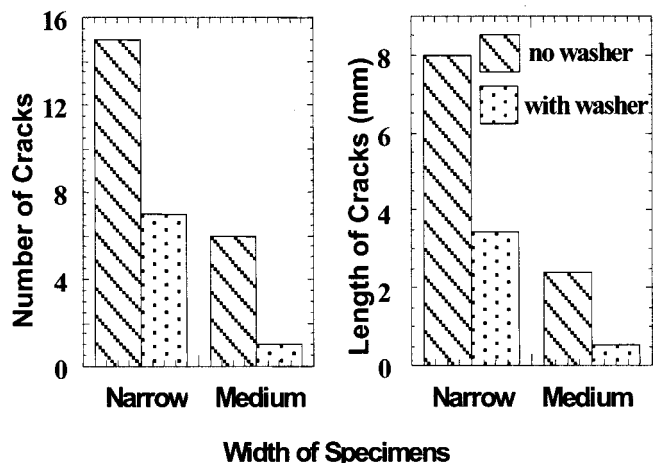 Number of Cracks
16
12
8
4
0
Narrow Medium
Length of Cracks (mm)
8
6
4
2
0
no washer
with washer
Narrow Medium
Width of Specimens